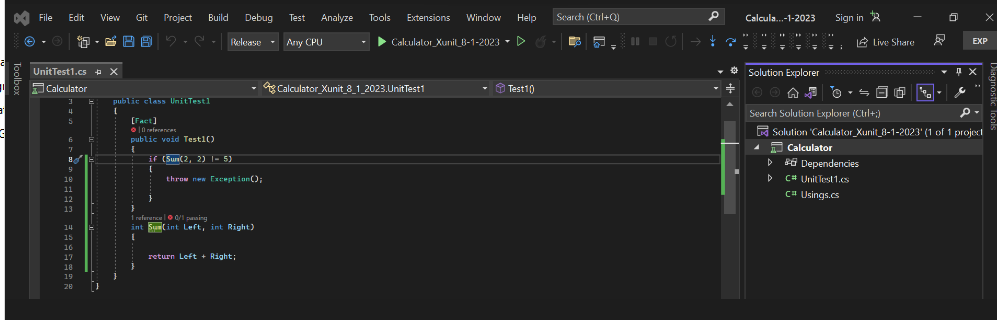 File Edit View Git Project Build Debug Test Analyze Tools Extensions Window Help Search (Ctrl+Q) Calcula...-1-2023 Sign in
Release Any CPU Calculator_Xunit_8-1-2023 Live Share EXP
Toolbox
UnitTest1.cs
Calculator Calculator_Xunit_8_1_2023.UnitTest1 Test1()
3 public class UnitTest1
4 {
5 [Fact]
| 0 references
6 public void Test1()
7 {
8 if (Sum(2, 2) != 5)
9 {
10 throw new Exception();
11
12 }
13 }
1 reference | 0/1 passing
14 int Sum(int Left, int Right)
15 {
16
17 return Left + Right;
18 }
19 }
20 }
Solution Explorer
Search Solution Explorer (Ctrl+;)
Solution 'Calculator_Xunit_8-1-2023' (1 of 1 project
Calculator
Dependencies
C# UnitTest1.cs
C# Usings.cs
Diagnostic Tools